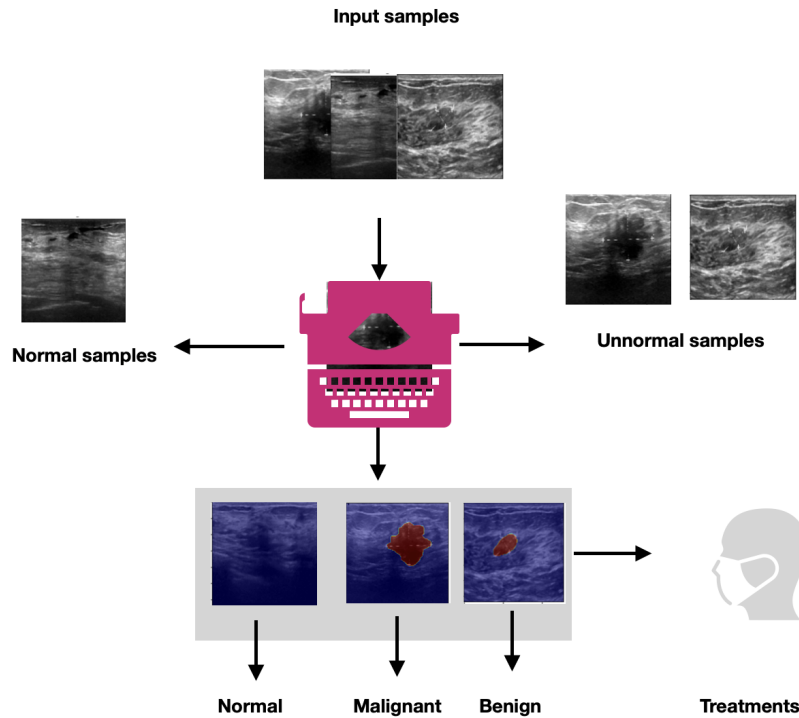 Input samples
Normal samples
Unnormal samples
Normal
Malignant
Benign
Treatments